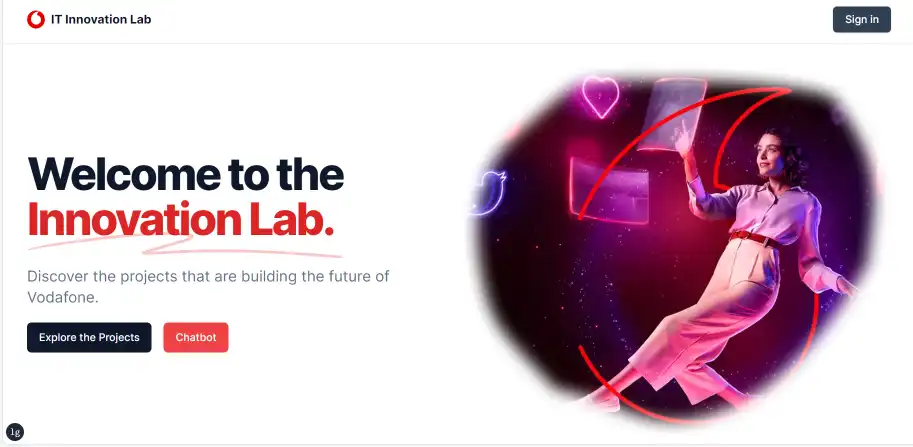 IT Innovation Lab
Sign in
Welcome to the
Innovation Lab.
Discover the projects that are building the future of
Vodafone.
Explore the Projects
Chatbot
lg